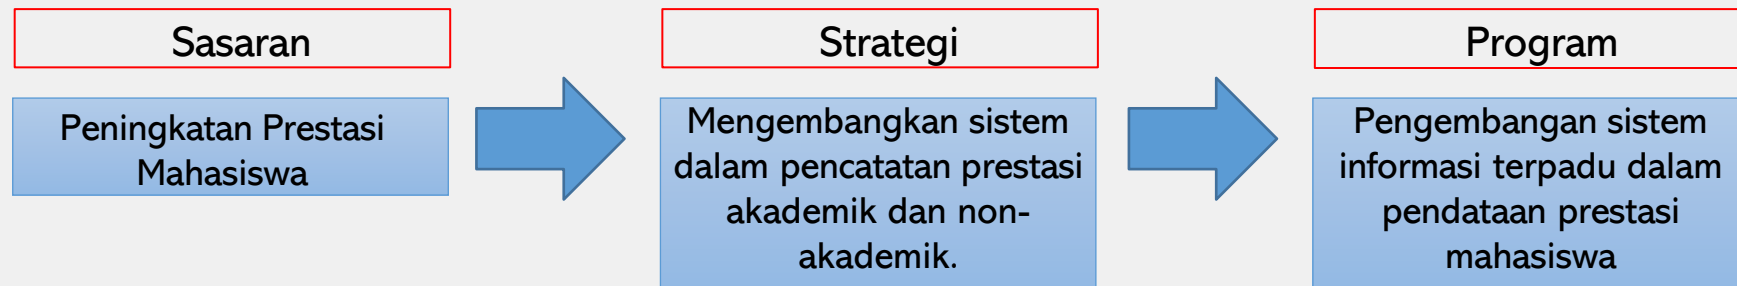 Sasaran
Strategi
Program
Peningkatan Prestasi
Mahasiswa
Mengembangkan sistem
dalam pencatatan prestasi
akademik dan non-
akademik.
Pengembangan sistem
informasi terpadu dalam
pendataan prestasi
mahasiswa